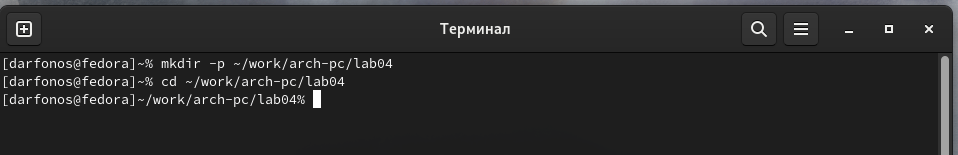 Терминал
[darfonos@fedora]~% mkdir -p ~/work/arch-pc/lab04
[darfonos@fedora]~% cd ~/work/arch-pc/lab04
[darfonos@fedora]~/work/arch-pc/lab04%